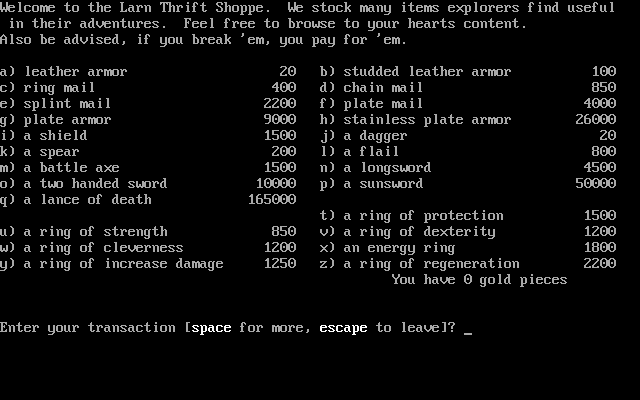 Welcome to the Larn Thrift Shoppe.  We stock many items explorers find useful
 in their adventures.  Feel free to browse to your hearts content.
Also be advised, if you break 'em, you pay for 'em.
a) leather armor 20 b) studded leather armor 100
c) ring mail 400 d) chain mail 850
e) splint mail 2200 f) plate mail 4000
g) plate armor 9000 h) stainless plate armor 26000
i) a shield 1500 j) a dagger 20
k) a spear 200 l) a flail 800
m) a battle axe 1500 n) a longsword 4500
o) a two handed sword 10000 p) a sunsword 50000
q) a lance of death 165000
t) a ring of protection 1500
u) a ring of strength 850 v) a ring of dexterity 1200
w) a ring of cleverness 1200 x) an energy ring 1800
y) a ring of increase damage 1250 z) a ring of regeneration 2200
You have 0 gold pieces
Enter your transaction [space for more, escape to leave]? _